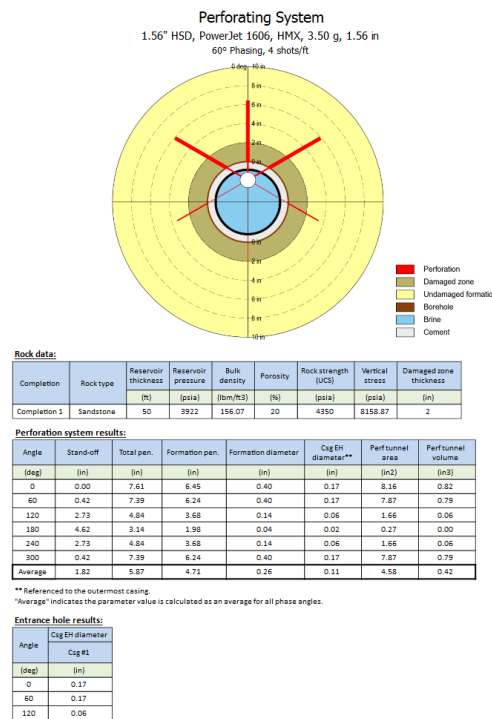 Perforating System
1.56" HSD, PowerJet 1606, HMX, 3.50 g, 1.56 in
60º Phasing, 4 shots/ft
0 deg 10 in
8 in
6 in
4 in
2 in
0 in
0 in
2 in
4 in
6 in
8 in
10 in
Perforation
Damaged zone
Undamaged formatic
Borehole
Brine
Cement
Rock data:
Completion Rock type Reservoir thickness Reservoir pressure Bulk density Porosity Rock strength (UCS) Vertical stress Damaged zone thickness
(ft) (psia) (lbm/ft3) (%) (psia) (psia) (in)
Completion 1 Sandstone 50 3922 156.07 20 4350 8158.87 2
Perforation system results:
Angle Stand-off Total pen. Formation pen. Formation diameter Csg EH diameter** Perf tunnel area Perf tunnel volume
(deg) (in) (in) (in) (in) (in) (in2) (in3)
0 0.00 7.61 6.45 0.40 0.17 8.16 0.82
60 0.42 7.39 6.24 0.40 0.17 7.87 0.79
120 2.73 4.84 3.68 0.14 0.06 1.66 0.06
180 4.62 3.14 1.98 0.04 0.02 0.27 0.00
240 2.73 4.84 3.68 0.14 0.06 1.66 0.06
300 0.42 7.39 6.24 0.40 0.17 7.87 0.79
Average 1.82 5.87 4.71 0.26 0.11 4.58 0.42
** Referenced to the outermost casing.
"Average" indicates the parameter value is calculated as an average for all phase angles.
Entrance hole results:
Angle Csg EH diameter
Csg #1
(deg) (in)
0 0.17
60 0.17
120 0.06